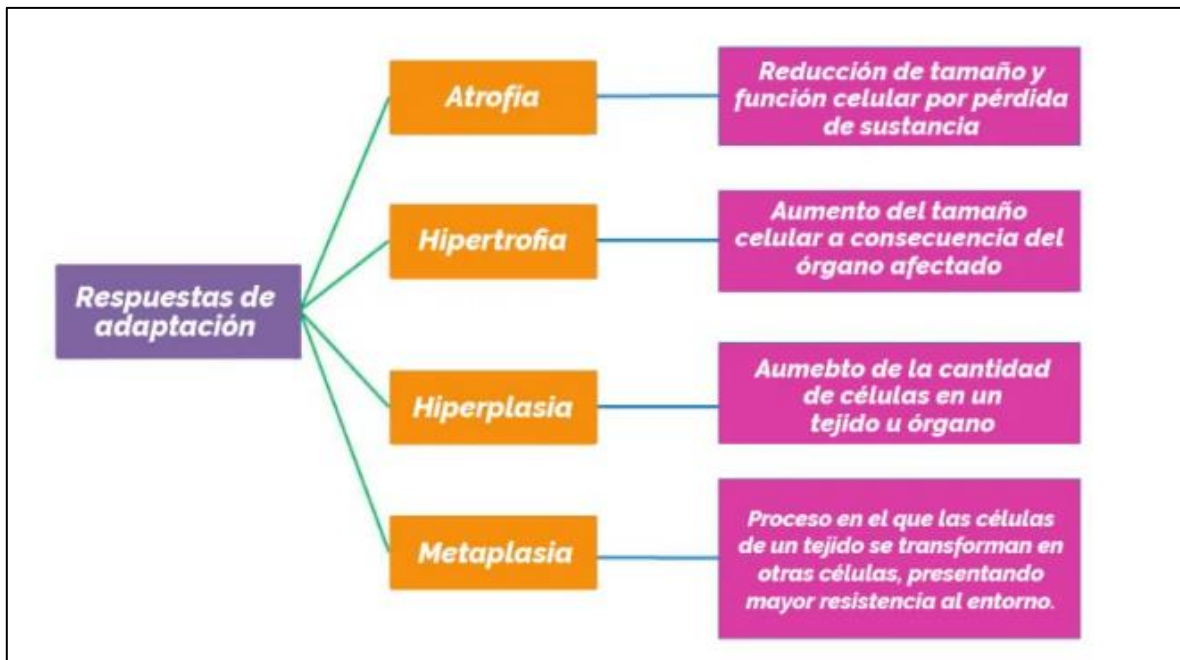 Atrofia
Reducción de tamaño y
función celular por pérdida
de sustancia
Hipertrofia
Aumento del tamaño
celular a consecuencia del
órgano afectado
Respuestas de
adaptación
Hiperplasia
Aumebto de la cantidad
de células en un
tejido u órgano
Metaplasia
Proceso en el que las células
de un tejido se transforman en
otras células, presentando
mayor resistencia al entorno.